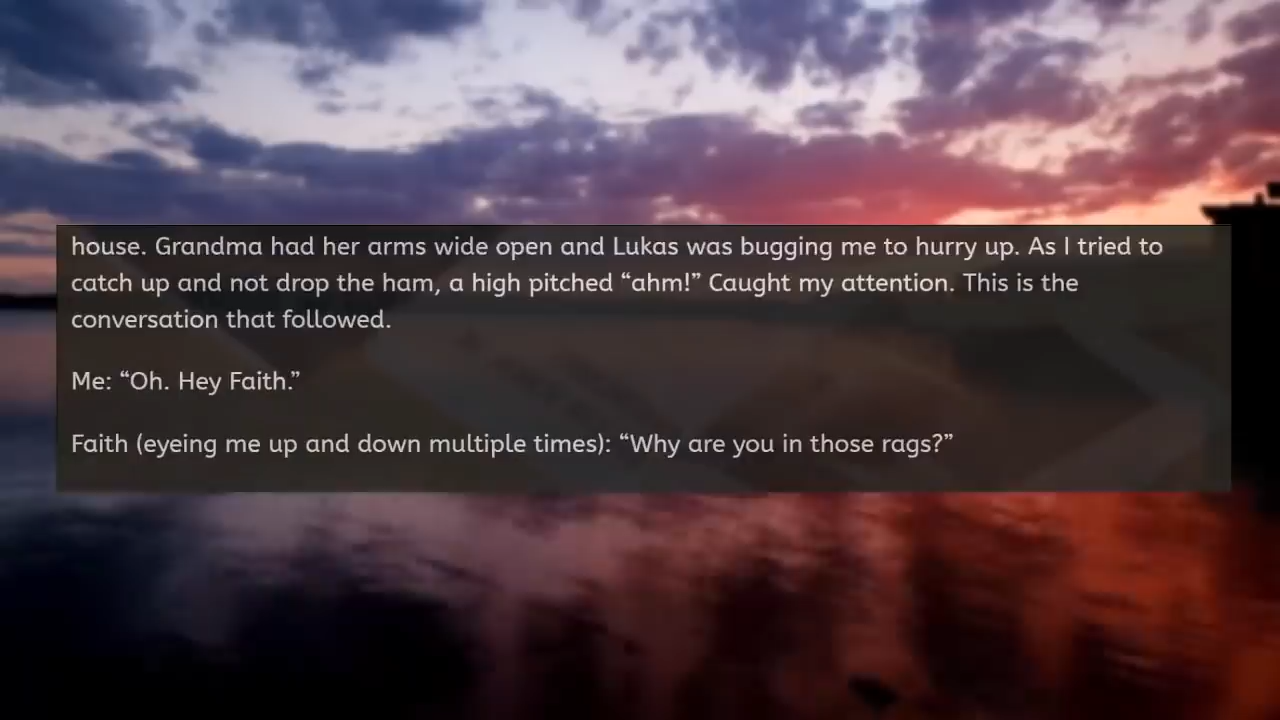 house. Grandma had her arms wide open and Lukas was bugging me to hurry up. As I tried to
catch up and not drop the ham, a high pitched “ahm!” Caught my attention. This is the
conversation that followed.
Me: “Oh. Hey Faith.”
Faith (eyeing me up and down multiple times): “Why are you in those rags?”